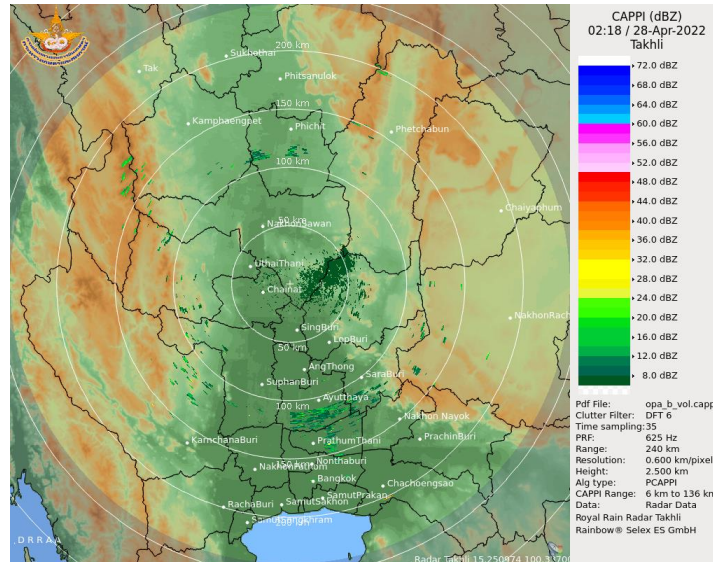 CAPPI (dBZ)
02:18 / 28-Apr-2022
Takhli
72.0 dBZ
68.0 dBZ
64.0 dBZ
60.0 dBZ
56.0 dBZ
52.0 dBZ
48.0 dBZ
44.0 dBZ
40.0 dBZ
36.0 dBZ
32.0 dBZ
28.0 dBZ
24.0 dBZ
20.0 dBZ
16.0 dBZ
12.0 dBZ
8.0 dBZ
Pdf File: opa_b_vol.capp
Clutter Filter: DFT 6
Time sampling:35
PRF: 625 Hz
Range: 240 km
Resolution: 0.600 km/pixel
Height: 2.500 km
Alg type: PCAPPI
CAPPI Range: 6 km to 136 km
Data: Radar Data
Royal Rain Radar Takhli
Rainbow® Selex ES GmbH
200 km
Sukhothai
Tak
Phitsanulok
150 km
Kamphaengpet
Phichit
Phetchabun
100 km
Chaiyanhum
50 km
NakhonSawan
UthaiThani
Chainat
NakhonRach
SingBuri
LopBuri
50 km
AngThong
SaraBuri
SuphanBuri
Ayutthaya
100 km
Nakhon Nayok
KarnchanaBuri
PrathumThani
PrachinBuri
Nonthaburi
Bangkok
Chachoengsao
SamutPrakan
RachaBuri
SamutSakhon
.DRRAA